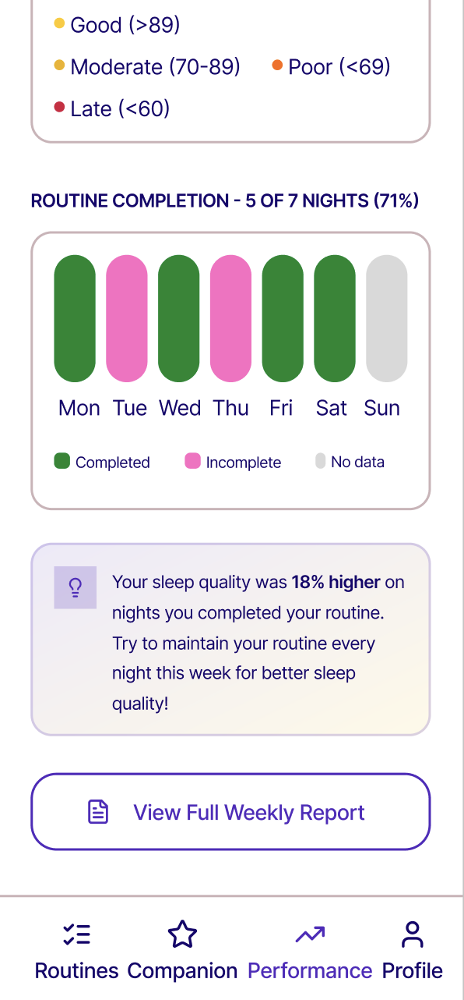 Good (>89)
Moderate (70-89) Poor (<69)
Late (<60)
ROUTINE COMPLETION - 5 OF 7 NIGHTS (71%)
Mon Tue Wed Thu Fri Sat Sun
Completed Incomplete No data
Your sleep quality was 18% higher on
nights you completed your routine.
Try to maintain your routine every
night this week for better sleep
quality!
View Full Weekly Report
Routines Companion Performance Profile